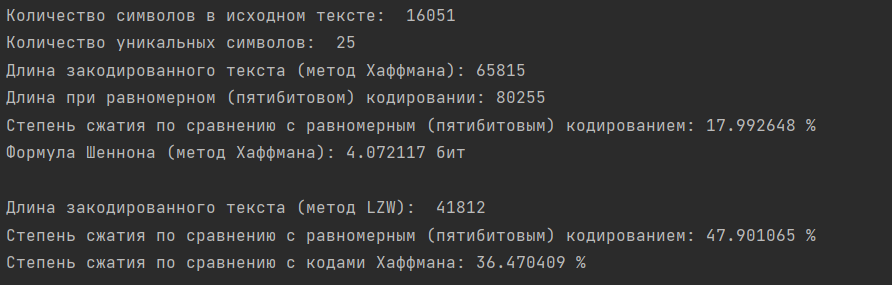 Количество символов в исходном тексте:  16051
Количество уникальных символов:  25
Длина закодированного текста (метод Хаффмана): 65815
Длина при равномерном (пятибитовом) кодировании: 80255
Степень сжатия по сравнению с равномерным (пятибитовым) кодированием: 17.992648 %
Формула Шеннона (метод Хаффмана): 4.072117 бит
Длина закодированного текста (метод LZW):  41812
Степень сжатия по сравнению с равномерным (пятибитовым) кодированием: 47.901065 %
Степень сжатия по сравнению с кодами Хаффмана: 36.470409 %